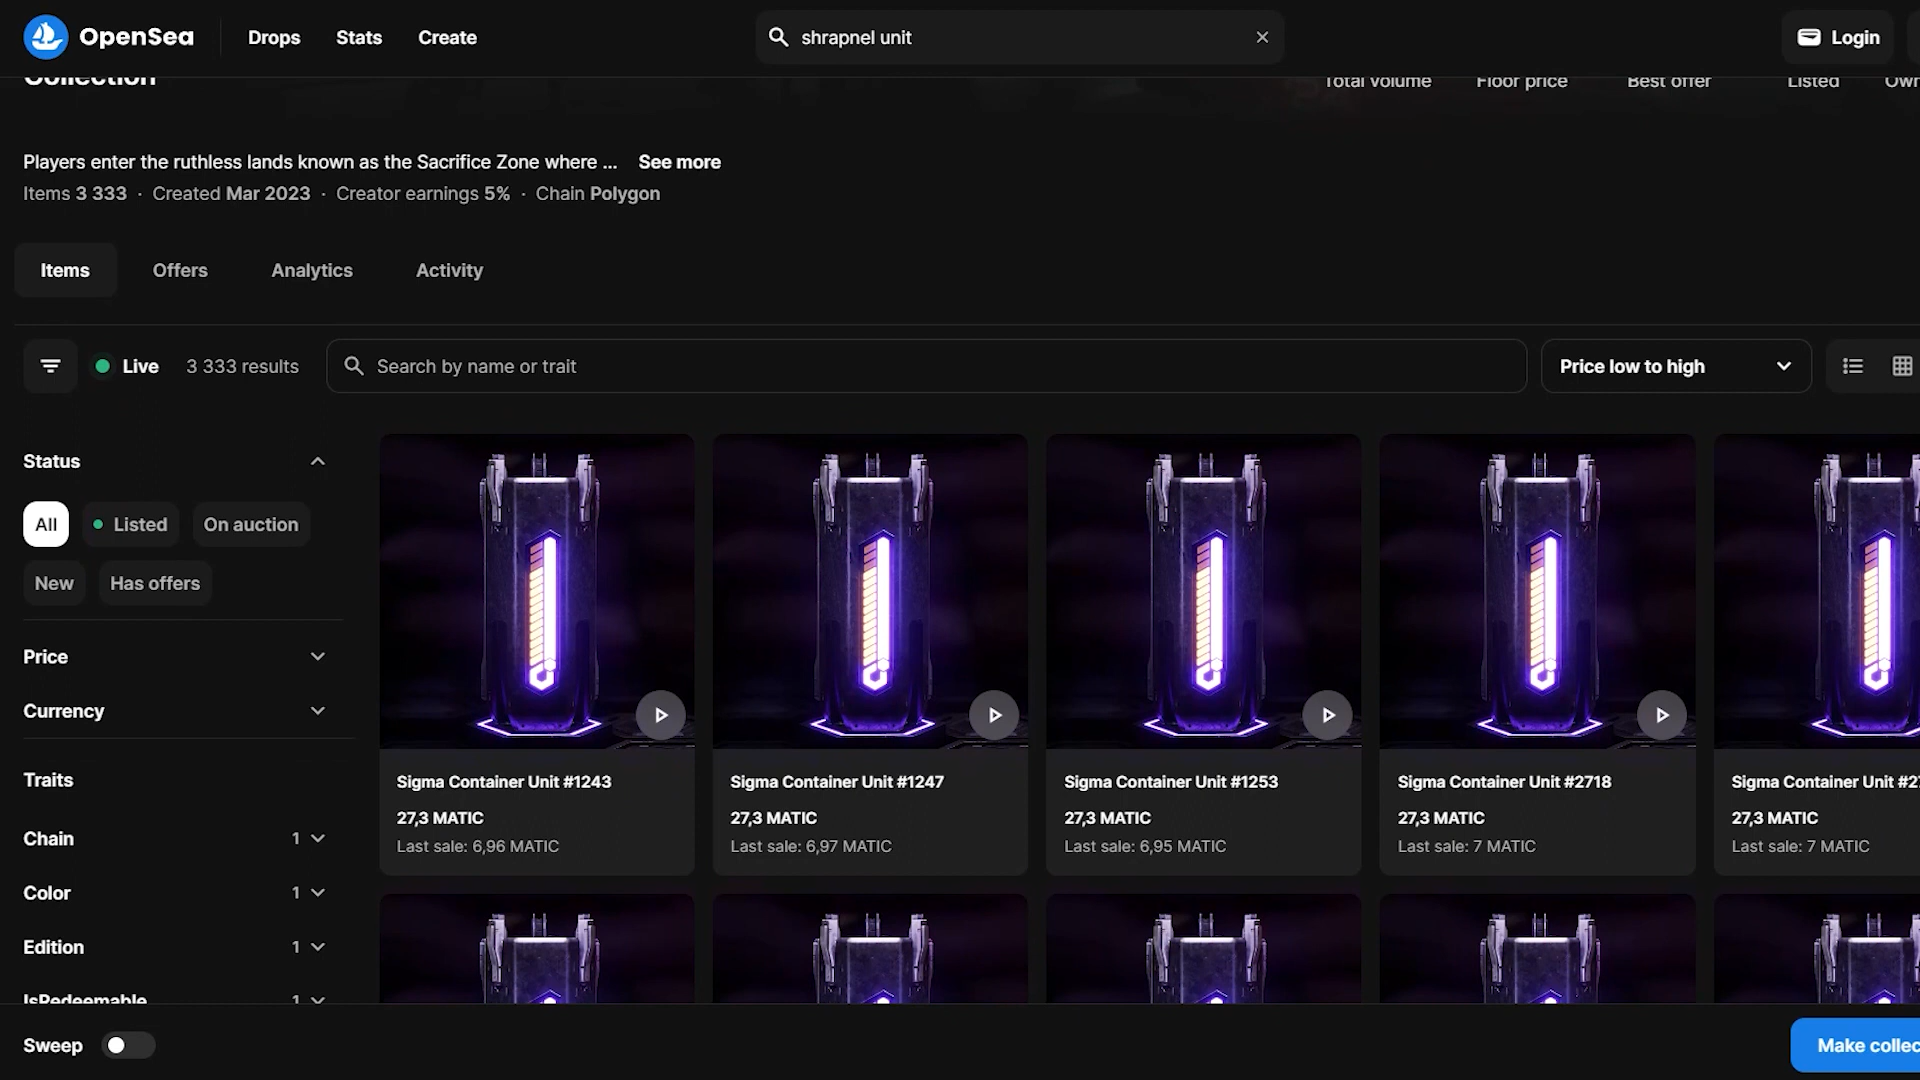 OpenSea
Drops
Stats
Create
shrapnel unit
Login
Collection
Total volume
Floor price
Best offer
Listed
Players enter the ruthless lands known as the Sacrifice Zone where ... See more
Items 3 333 · Created Mar 2023 · Creator earnings 5% · Chain Polygon
Items
Offers
Analytics
Activity
Live
3 333 results
Search by name or trait
Price low to high
Status
All
Listed
On auction
New
Has offers
Price
Currency
Traits
Chain 1
Color 1
Edition 1
IsRedeemable 1
Sigma Container Unit #1243
27,3 MATIC
Last sale: 6,96 MATIC
Sigma Container Unit #1247
27,3 MATIC
Last sale: 6,97 MATIC
Sigma Container Unit #1253
27,3 MATIC
Last sale: 6,95 MATIC
Sigma Container Unit #2718
27,3 MATIC
Last sale: 7 MATIC
Sigma Container Unit
27,3 MATIC
Last sale: 7 MATIC
Sweep
Make